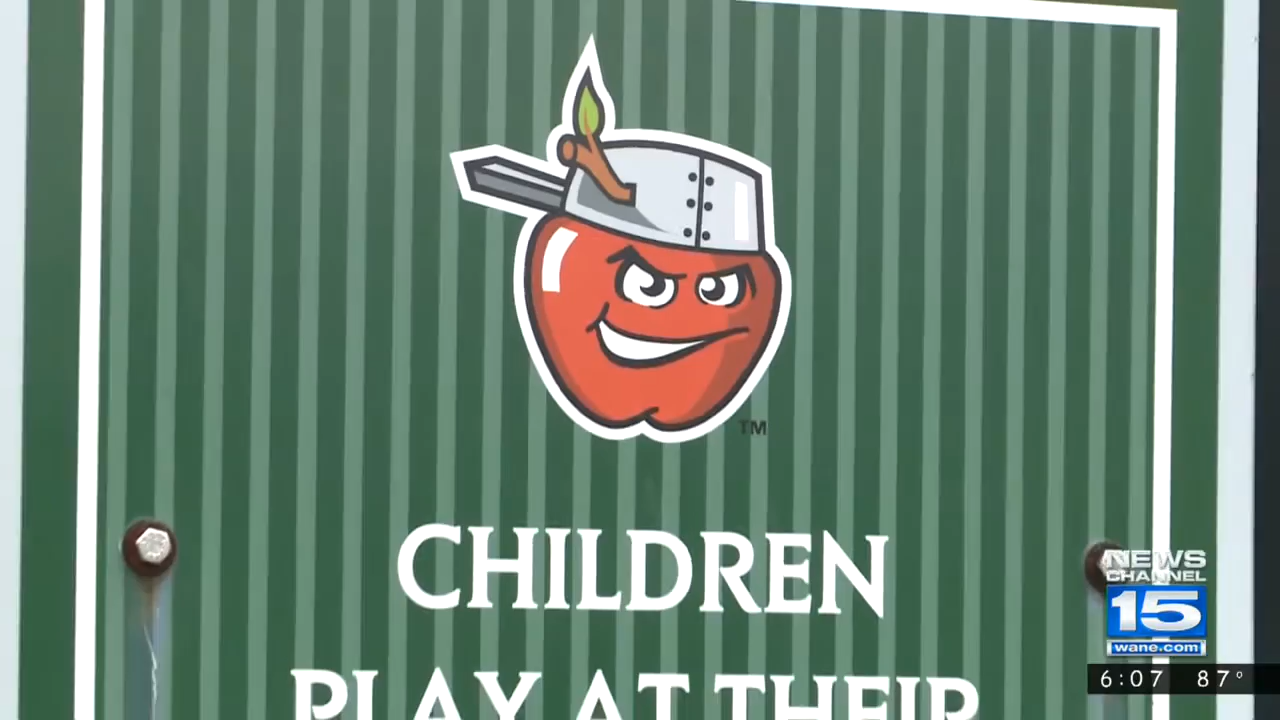 TM
CHILDREN
PLAY AT THEIR
NEWS
CHANNEL
15
wane.com
6:07 87°